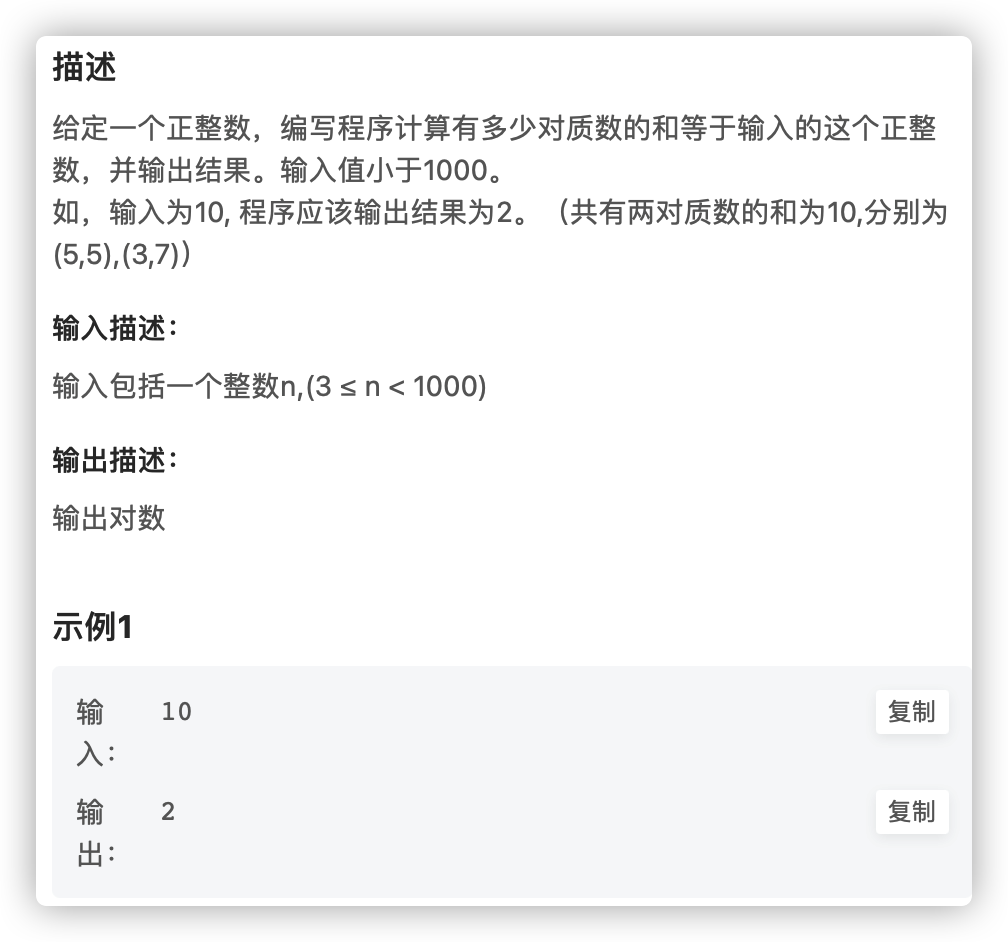 描述
给定一个正整数，编写程序计算有多少对质数的和等于输入的这个正整
数，并输出结果。输入值小于1000。
如，输入为10, 程序应该输出结果为2。（共有两对质数的和为10,分别为
(5,5),(3,7)）
输入描述：
输入包括一个整数n,(3 ≤ n < 1000)
输出描述：
输出对数
示例1
输 10 复制
入：
输 2 复制
出：